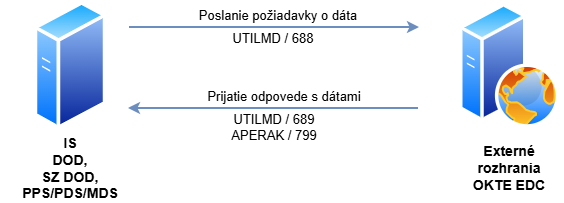 Poslanie požiadavky o dáta
UTILMD / 688
Prijatie odpovede s dátami
UTILMD / 689
APERAK / 799
IS
DOD,
SZ DOD,
PPS/PDS/MDS
Externé
rozhrania
OKTE EDC